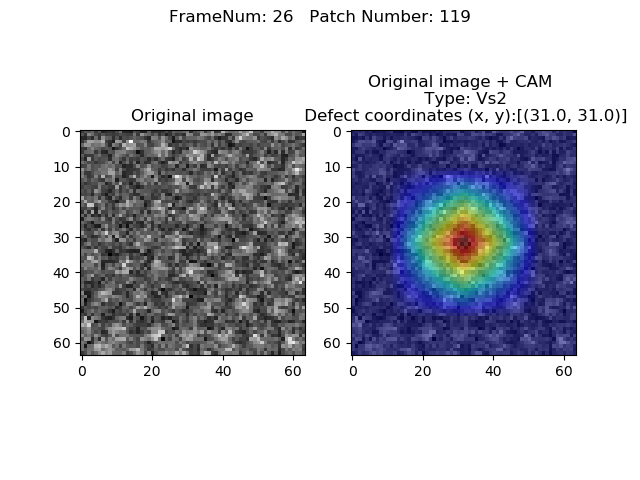 FrameNum: 26   Patch Number: 119
Original image
Original image + CAM
Type: Vs2
Defect coordinates (x, y):[(31.0, 31.0)]
0
10
20
30
40
50
60
0 20 40 60
0
10
20
30
40
50
60
0 20 40 60